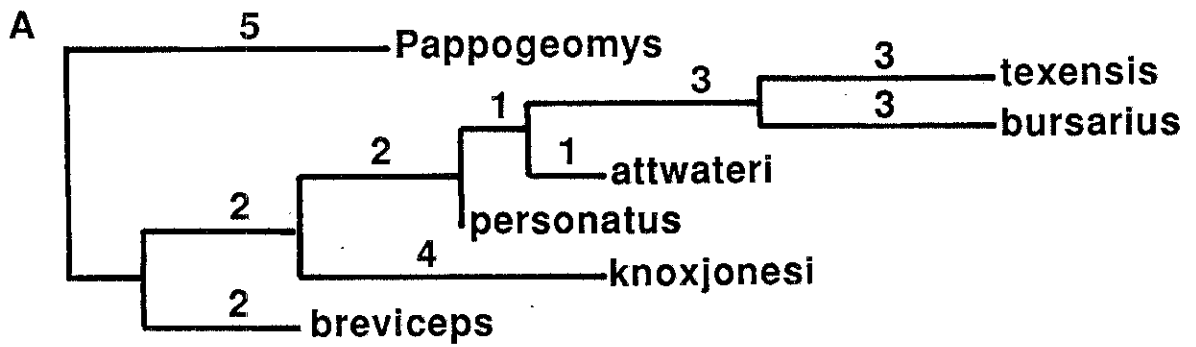 A
5
Pappogeomys
3
texensis
3
1
3
bursarius
2
1
attwateri
2
personatus
4
knoxjonesi
2
breviceps